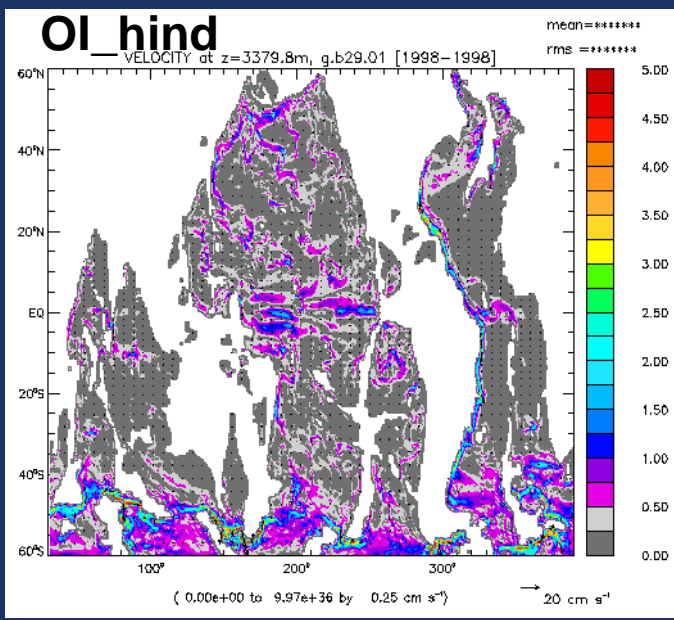 OI_hind
mean=*******
VELOCITY at z=3379.8m, g.b29.01 [1998-1998]
rms =*******
60°N
40°N
20°N
EQ
20°S
40°S
60°S
100°
200°
300°
5.00
4.00
3.50
3.00
2.50
2.00
1.50
1.00
0.50
0.00
( 0.00e+00 to 9.97e+36 by 0.25 cm s⁻¹)
20 cm s⁻¹